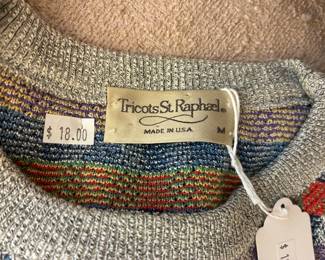 Tricots St. Raphael®
MADE IN U.S.A. M
$ 18.00